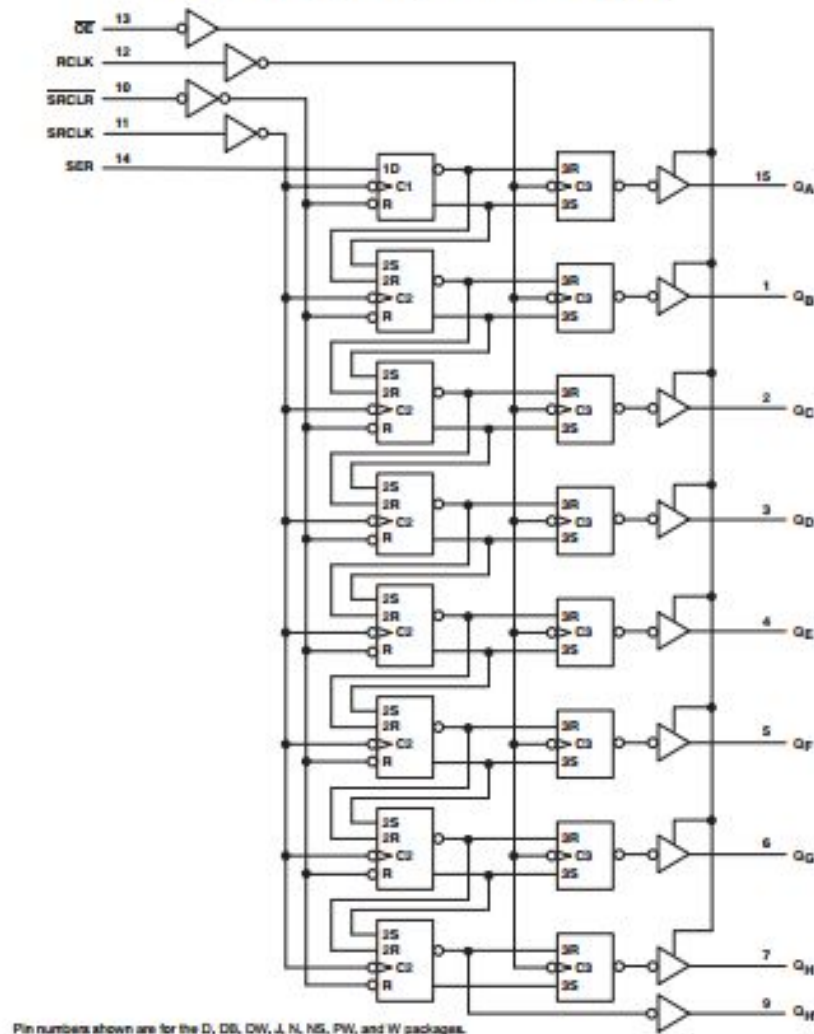 OE 13
RCLK 12
SRCLR 10
SRCLK 11
SER 14
1D 3R
C1 C3 15 QA
R 3S
2S
2R 3R
C2 C3 1 QB
R 3S
2S
2R 3R
C2 C3 2 QC
R 3S
2S
2R 3R
C2 C3 3 QD
R 3S
2S
2R 3R
C2 C3 4 QE
R 3S
2S
2R 3R
C2 C3 5 QF
R 3S
2S
2R 3R
C2 C3 6 QG
R 3S
2S
2R 3R
C2 C3 7 QH
R 3S
9 QH
Pin numbers shown are for the D, DB, DW, J, N, NS, PW, and W packages.